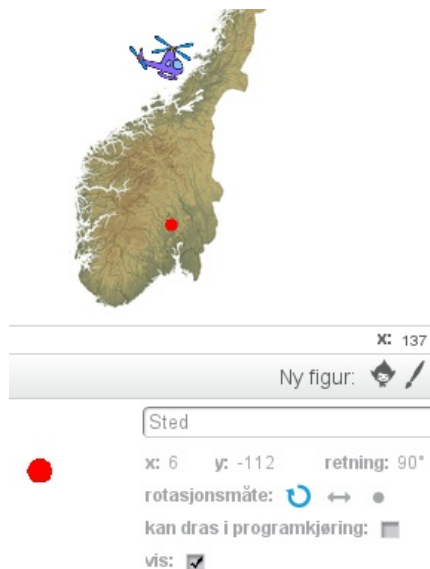 x: 137
Ny figur:
Sted
x: 6 y: -112 retning: 90°
rotasjonsmåte:
kan dras i programkjøring:
vis: